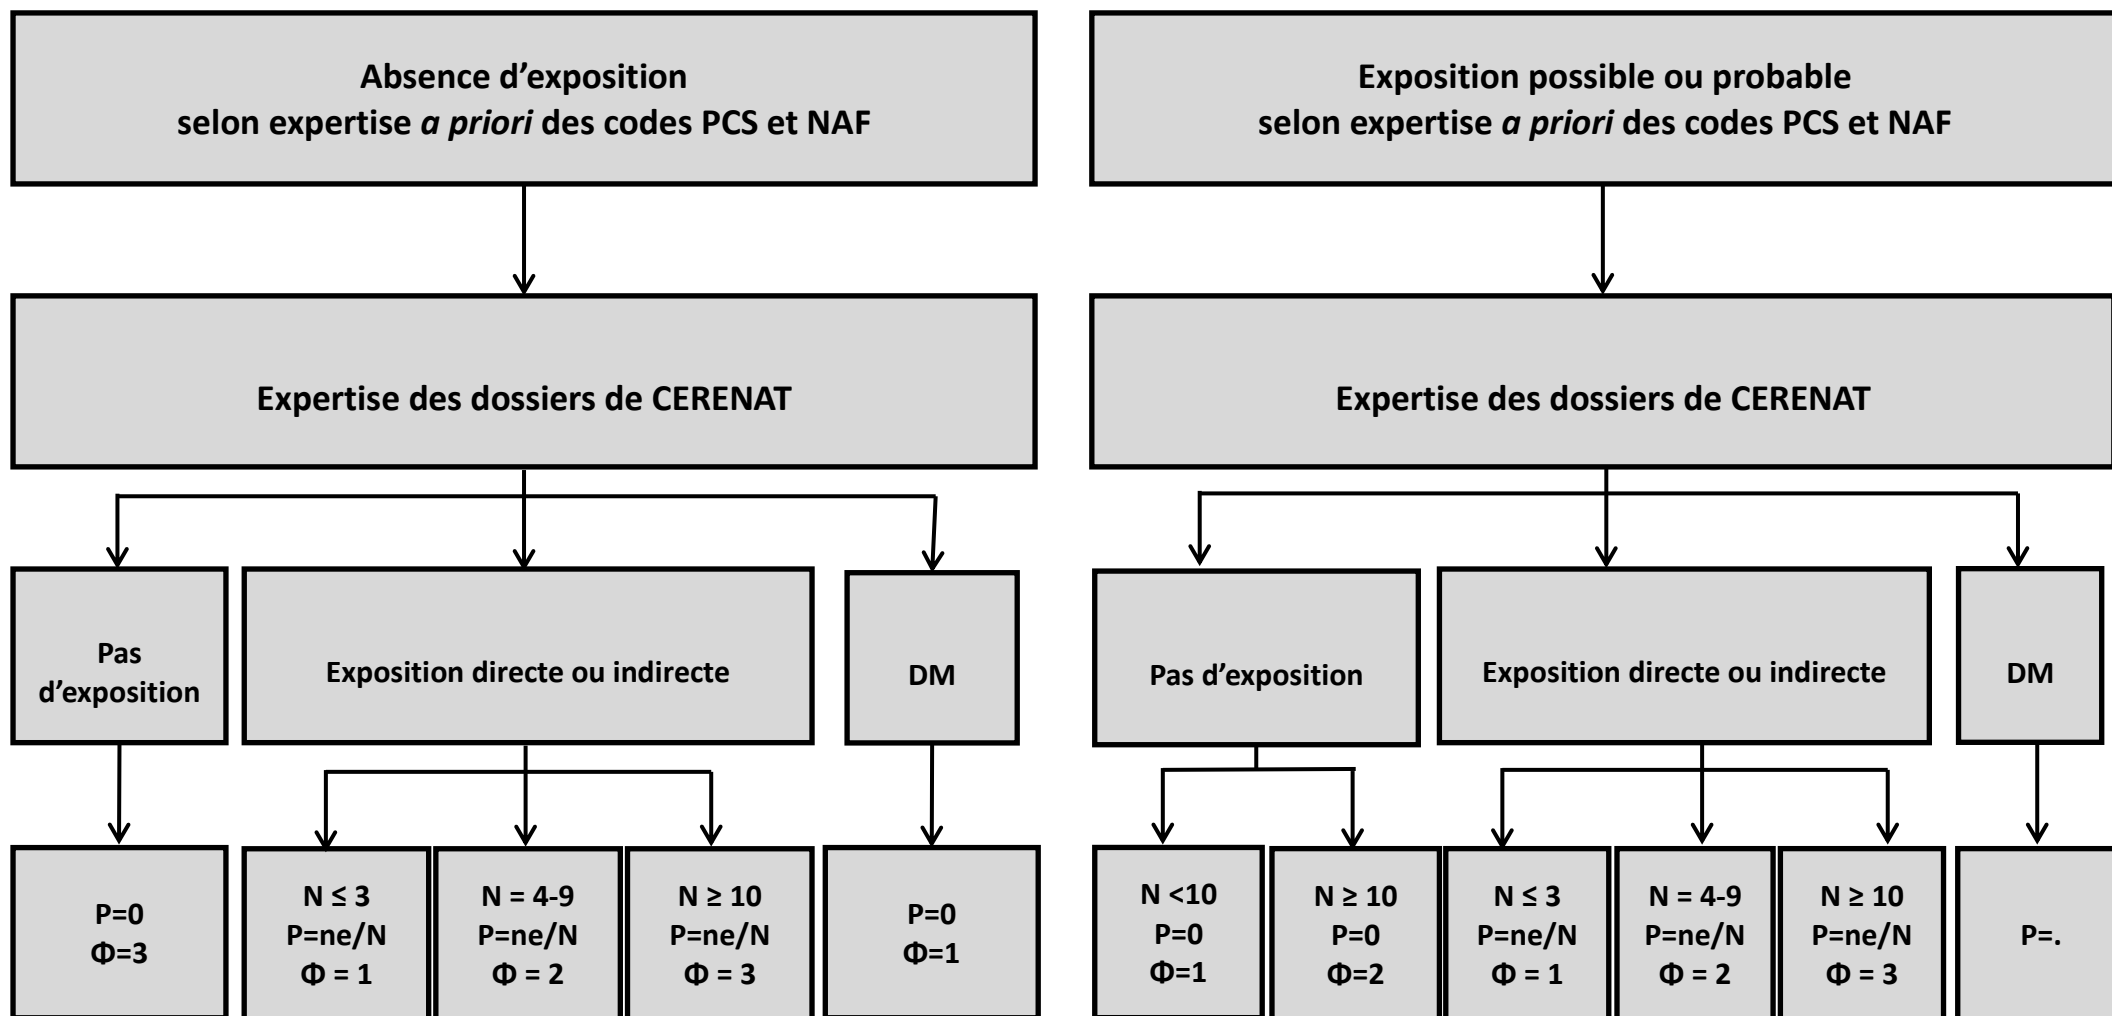 Absence d’exposition
selon expertise a priori des codes PCS et NAF
Exposition possible ou probable
selon expertise a priori des codes PCS et NAF
Expertise des dossiers de CERENAT
Expertise des dossiers de CERENAT
Pas
d’exposition
Exposition directe ou indirecte
DM
Pas d’exposition
Exposition directe ou indirecte
DM
P=0
Φ=3
N ≤ 3
P=ne/N
Φ = 1
N = 4-9
P=ne/N
Φ = 2
N ≥ 10
P=ne/N
Φ = 3
P=0
Φ=1
N <10
P=0
Φ=1
N ≥ 10
P=0
Φ=2
N ≤ 3
P=ne/N
Φ = 1
N = 4-9
P=ne/N
Φ = 2
N ≥ 10
P=ne/N
Φ = 3
P=.